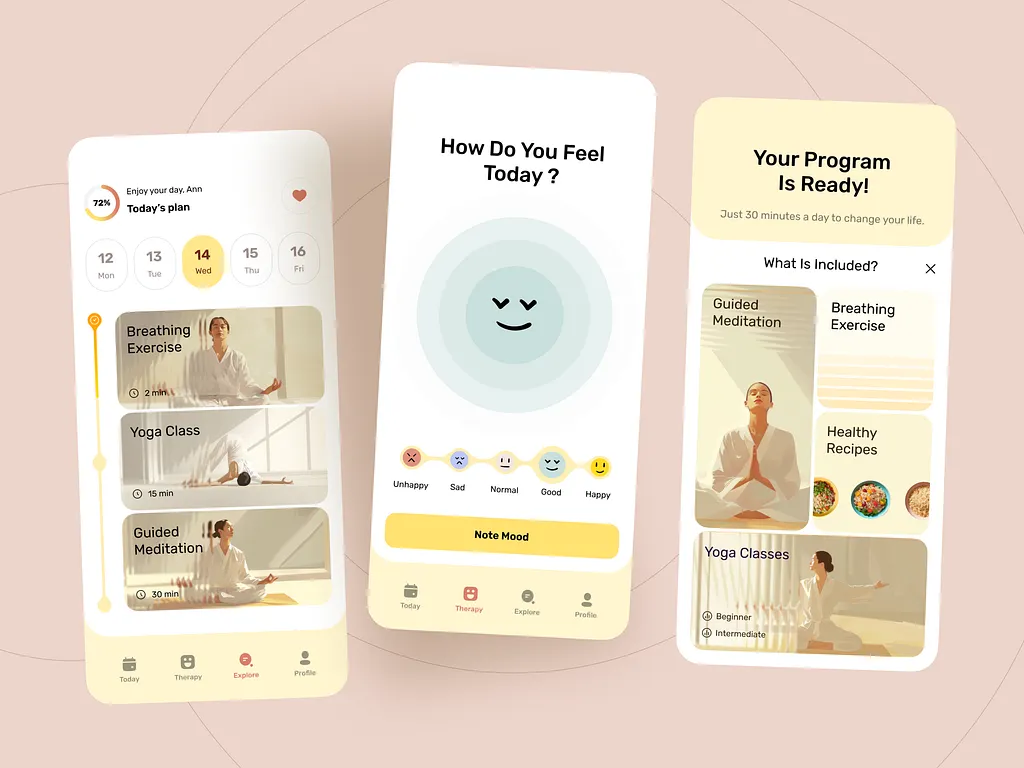 72%
Enjoy your day, Ann
Today's plan
12
Mon
13
Tue
14
Wed
15
Thu
16
Fri
Breathing
Exercise
2 min
Yoga Class
15 min
Guided
Meditation
30 min
Today
Therapy
Explore
Profile
How Do You Feel
Today ?
Unhappy
Sad
Normal
Good
Happy
Note Mood
Today
Therapy
Explore
Profile
Your Program
Is Ready!
Just 30 minutes a day to change your life.
What Is Included?
Guided
Meditation
Breathing
Exercise
Healthy
Recipes
Yoga Classes
Beginner
Intermediate